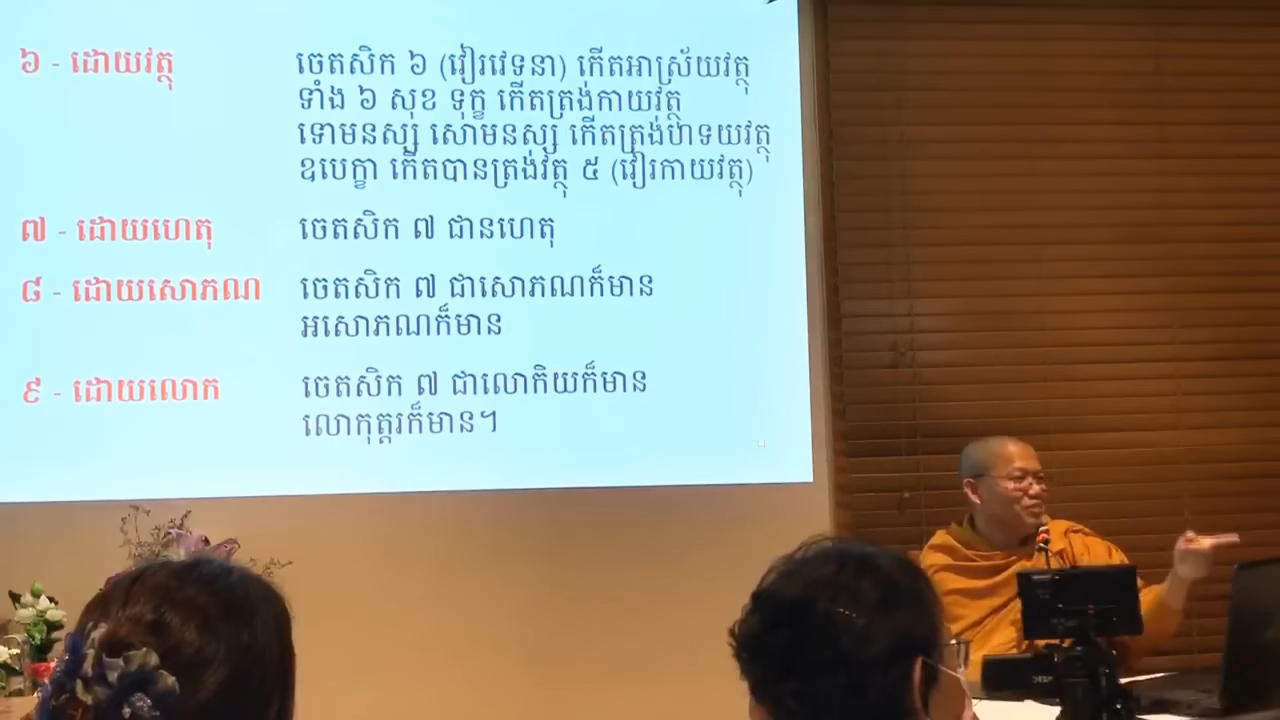 ៦ - ដោយវត្ថុ ចេតសិក ៦ (វៀរវេទនា) កើតអាស្រ័យវត្ថុ
ទាំង ៦ សុខ ទុក្ខ កើតត្រង់កាយវត្ថុ
ទោមនស្ស សោមនស្ស កើតត្រង់ហទយវត្ថុ
ឧបេក្ខា កើតបានត្រង់វត្ថុ ៥ (វៀរកាយវត្ថុ)
៧ - ដោយហេតុ ចេតសិក ៧ ជានហេតុ
៨ - ដោយសោភណ ចេតសិក ៧ ជាសោភណក៏មាន
អសោភណក៏មាន
៩ - ដោយលោក ចេតសិក ៧ ជាលោកិយក៏មាន
លោកុត្តរក៏មាន។